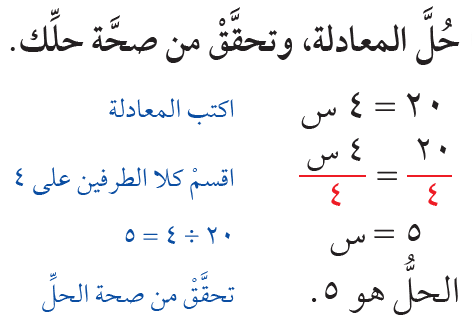 حُلَّ المعادلة، وتحقَّقْ من صحَّة حلِّك.
٢٠ = ٤ س اكتب المعادلة
٢٠/٤ = ٤ س/٤ اقسمْ كلا الطرفين على ٤
٥ = س ٢٠ ÷ ٤ = ٥
الحلُّ هو ٥. تحقَّقْ من صحة الحلِّ